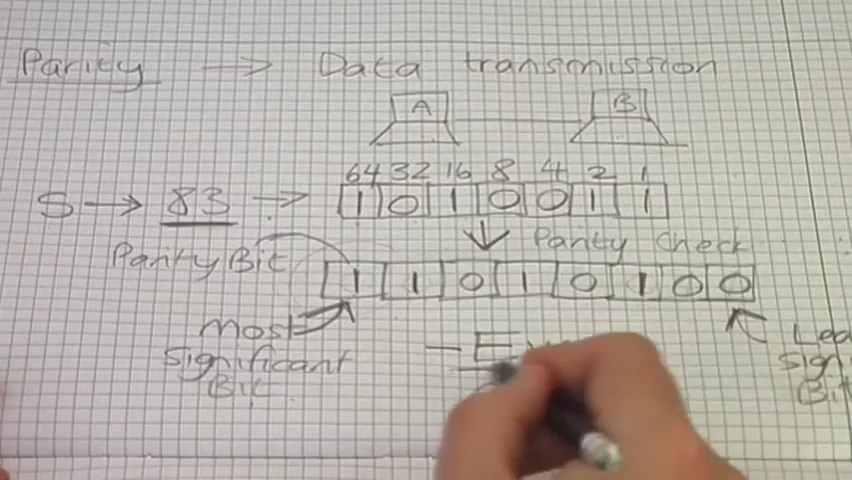 Parity → Data transmission
A B
64 32 16 8 4 2 1
S → 83 → 1 0 1 0 0 1 1
Parity Check
Parity Bit
1 1 0 1 0 1 0 0
Most
Significant
Bit
- E